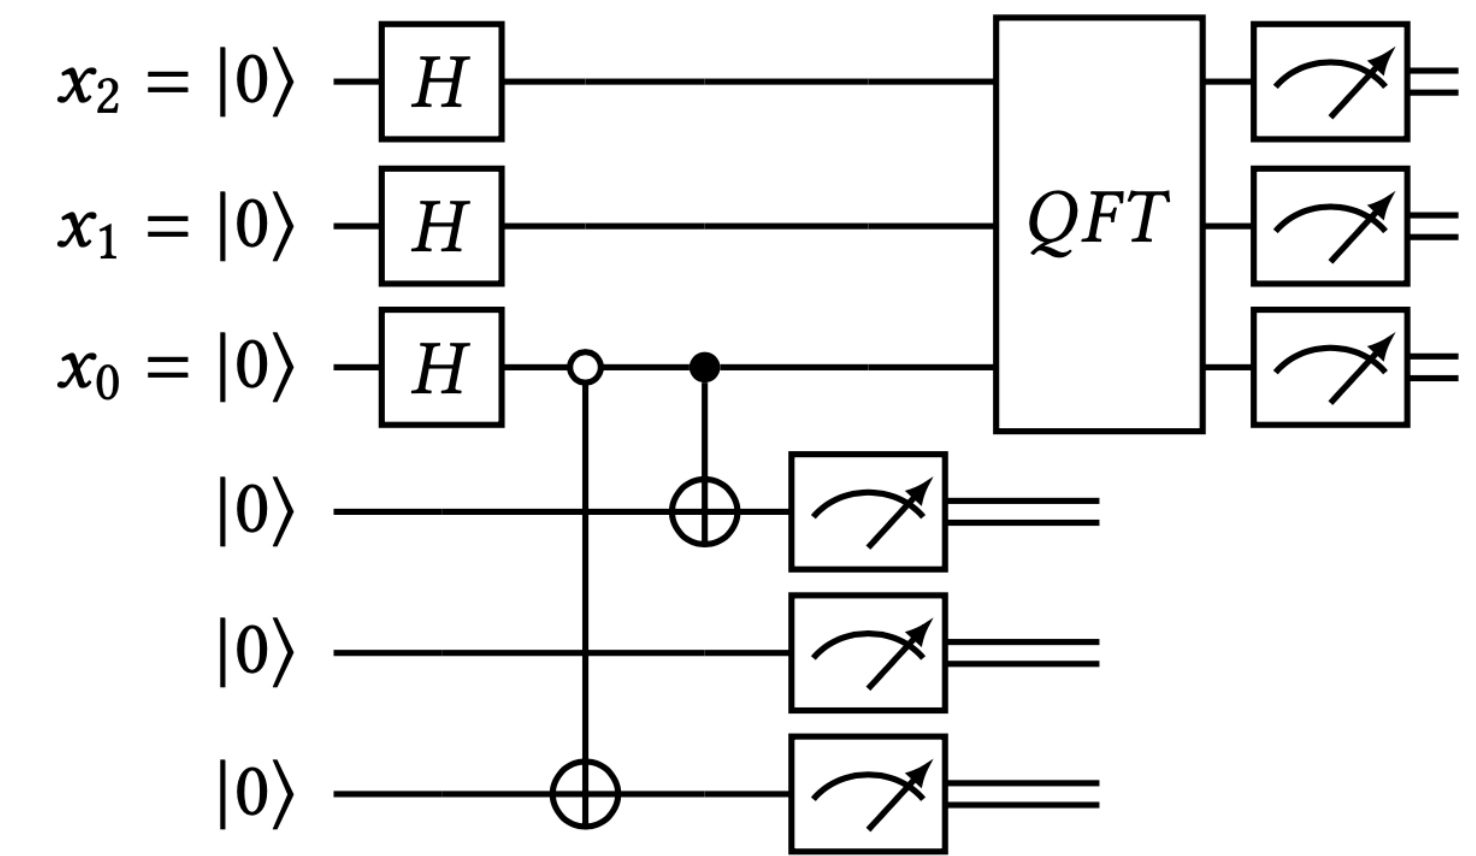 x₂ = |0⟩ H
x₁ = |0⟩ H QFT
x₀ = |0⟩ H
|0⟩
|0⟩
|0⟩